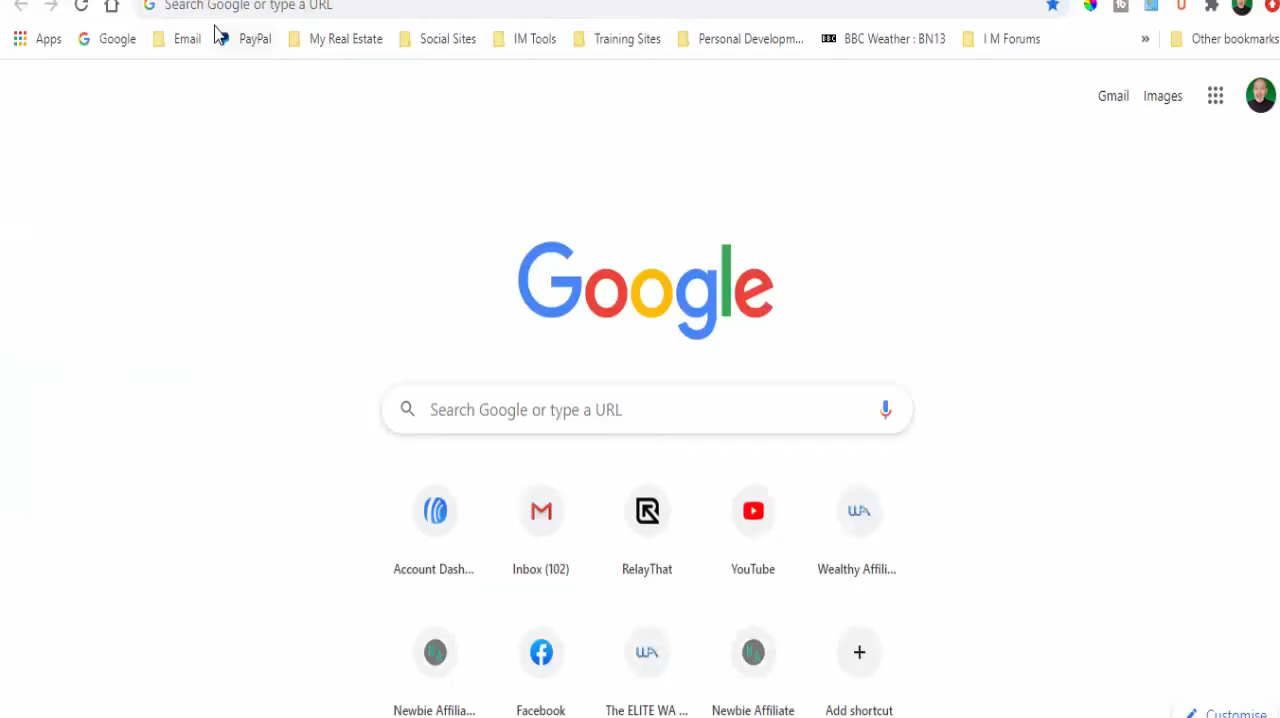 Search Google or type a URL
Apps Google Email PayPal My Real Estate Social Sites IM Tools Training Sites Personal Developm... BBC BBC Weather : BN13 I M Forums » Other bookmarks
Gmail Images
Google
Search Google or type a URL
Account Dash... Inbox (102) RelayThat YouTube Wealthy Affili...
Newbie Affilia... Facebook The ELITE WA ... Newbie Affiliate Add shortcut
Customise